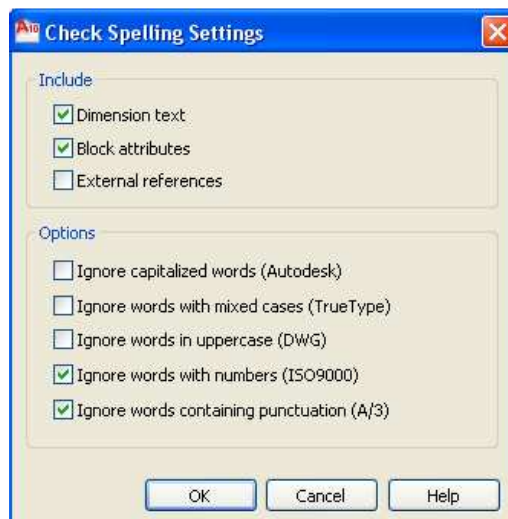 A10 Check Spelling Settings
Include
Dimension text
Block attributes
External references
Options
Ignore capitalized words (Autodesk)
Ignore words with mixed cases (TrueType)
Ignore words in uppercase (DWG)
Ignore words with numbers (ISO9000)
Ignore words containing punctuation (A/3)
OK Cancel Help